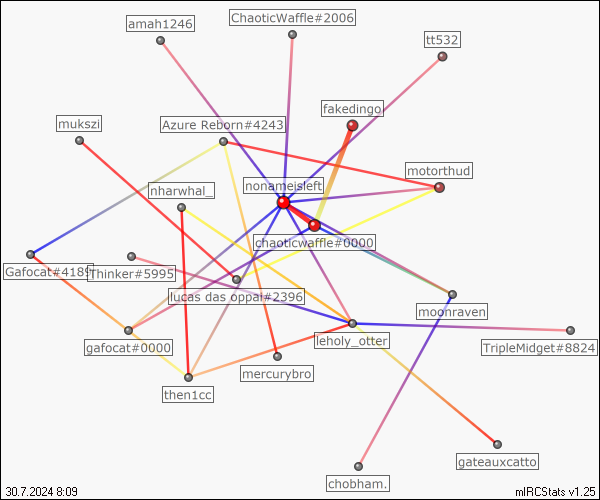 amah1246
ChaoticWaffle#2006
tt532
fakedingo
mukszi
Azure Reborn#4243
motorthud
nharwhal_
nonameisleft
chaoticwaffle#0000
Gafocat#4189
Thinker#5995
lucas das oppai#2396
moonraven
gafocat#0000
leholy_otter
TripleMidget#8824
mercurybro
then1cc
gateauxcatto
chobham.
30.7.2024 8:09
mIRCStats v1.25